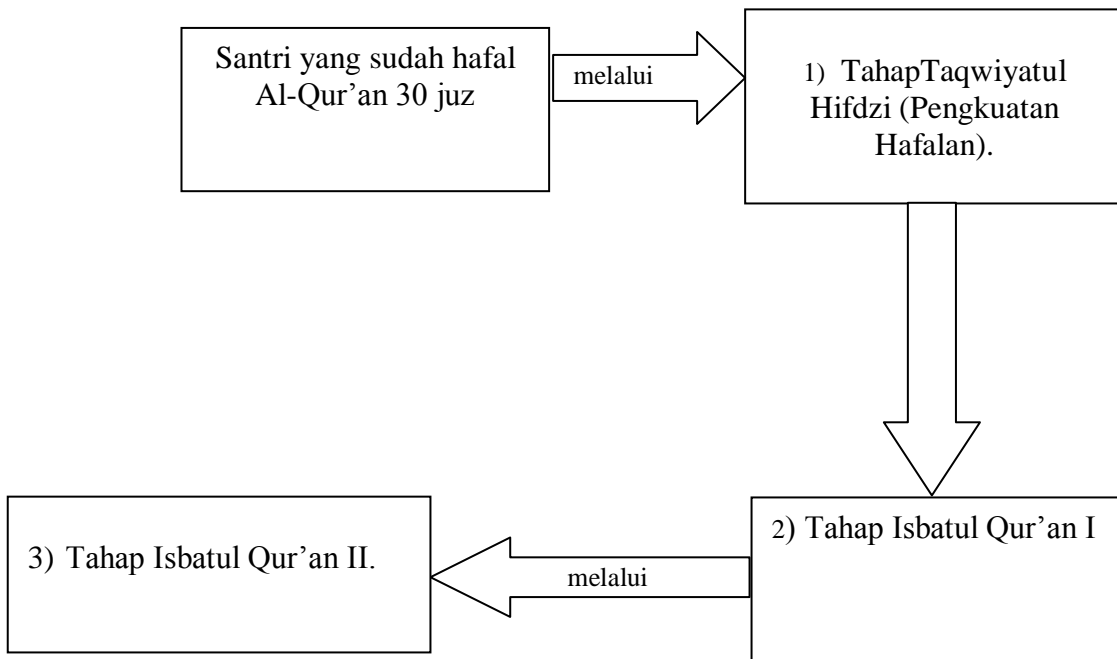 Santri yang sudah hafal
Al-Qur’an 30 juz
melalui
1) TahapTaqwiyatul
Hifdzi (Pengkuatan
Hafalan).
2) Tahap Isbatul Qur’an I
melalui
3) Tahap Isbatul Qur’an II.